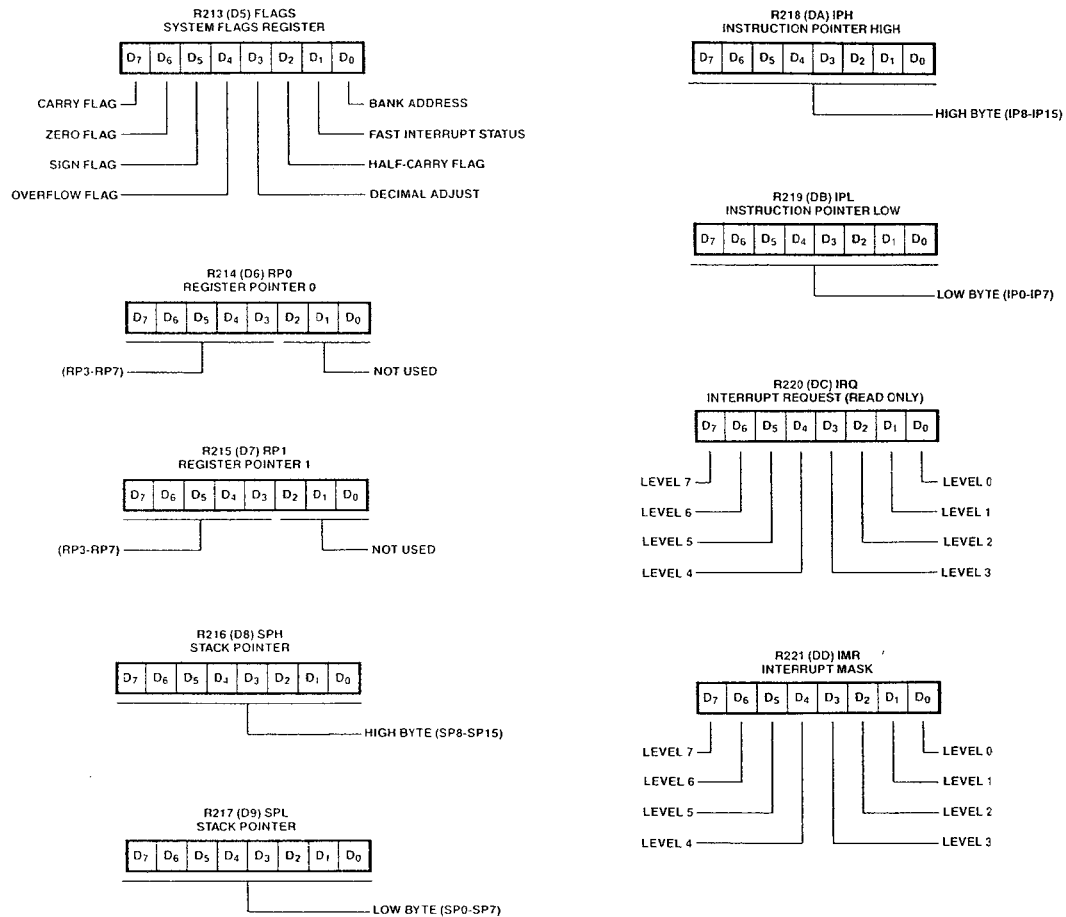 R213 (D5) FLAGS
SYSTEM FLAGS REGISTER
D7 D6 D5 D4 D3 D2 D1 D0
CARRY FLAG
BANK ADDRESS
ZERO FLAG
FAST INTERRUPT STATUS
SIGN FLAG
HALF-CARRY FLAG
OVERFLOW FLAG
DECIMAL ADJUST
R214 (D6) RP0
REGISTER POINTER 0
D7 D6 D5 D4 D3 D2 D1 D0
(RP3-RP7)
NOT USED
R215 (D7) RP1
REGISTER POINTER 1
D7 D6 D5 D4 D3 D2 D1 D0
(RP3-RP7)
NOT USED
R216 (D8) SPH
STACK POINTER
D7 D6 D5 D4 D3 D2 D1 D0
HIGH BYTE (SP8-SP15)
R217 (D9) SPL
STACK POINTER
D7 D6 D5 D4 D3 D2 D1 D0
LOW BYTE (SP0-SP7)
R218 (DA) IPH
INSTRUCTION POINTER HIGH
D7 D6 D5 D4 D3 D2 D1 D0
HIGH BYTE (IP8-IP15)
R219 (DB) IPL
INSTRUCTION POINTER LOW
D7 D6 D5 D4 D3 D2 D1 D0
LOW BYTE (IP0-IP7)
R220 (DC) IRQ
INTERRUPT REQUEST (READ ONLY)
D7 D6 D5 D4 D3 D2 D1 D0
LEVEL 7
LEVEL 0
LEVEL 6
LEVEL 1
LEVEL 5
LEVEL 2
LEVEL 4
LEVEL 3
R221 (DD) IMR
INTERRUPT MASK
D7 D6 D5 D4 D3 D2 D1 D0
LEVEL 7
LEVEL 0
LEVEL 6
LEVEL 1
LEVEL 5
LEVEL 2
LEVEL 4
LEVEL 3